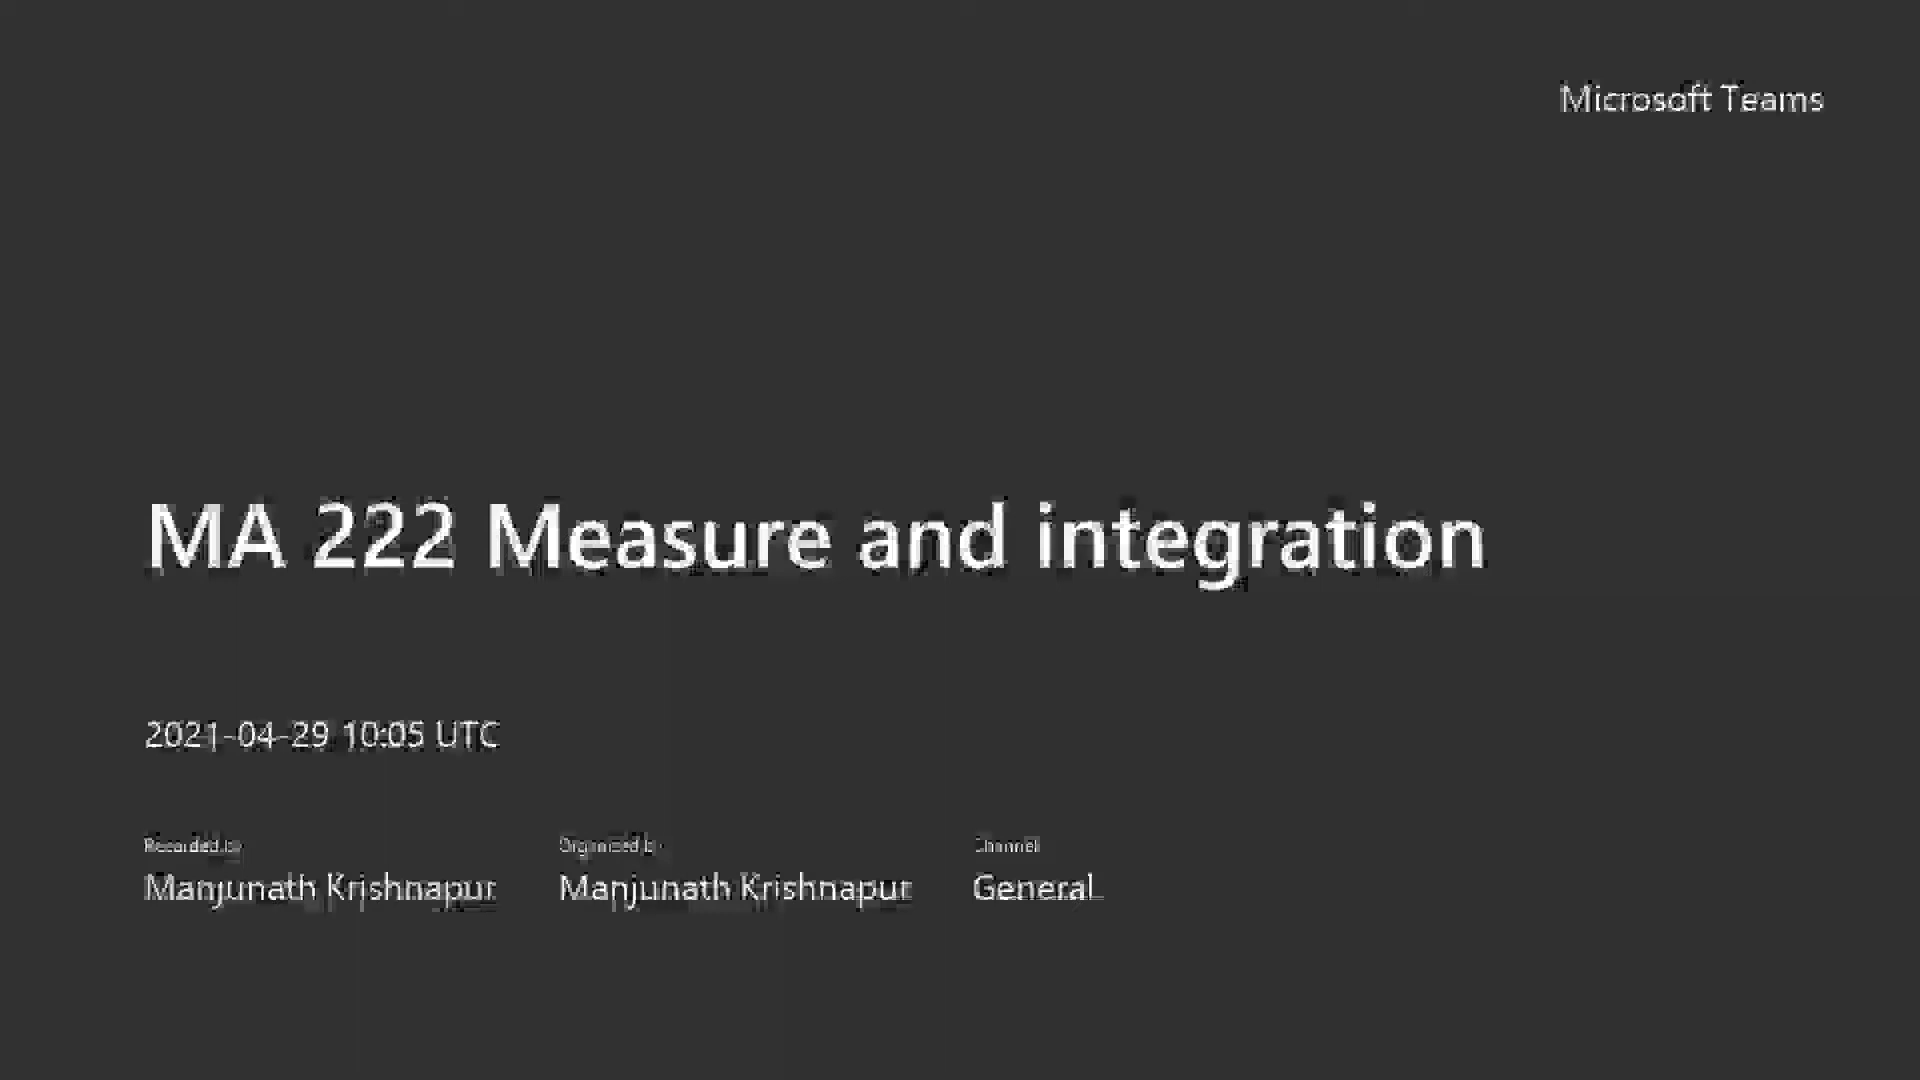 Microsoft Teams
MA 222 Measure and integration
2021-04-29 10:05 UTC
Recorded by Organized by Channel
Manjunath Krishnapur Manjunath Krishnapur General